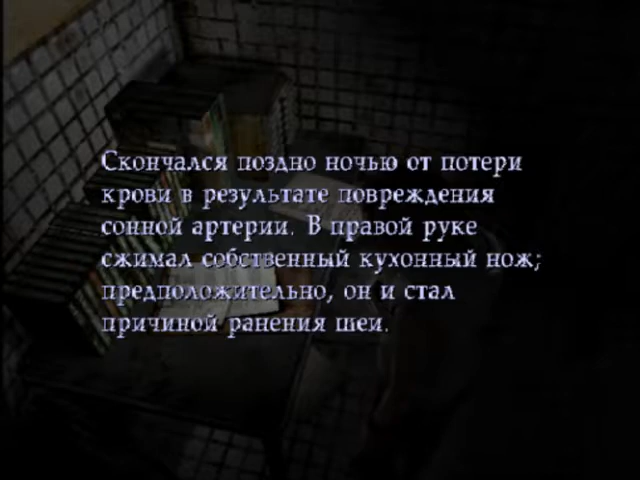 Скончался поздно ночью от потери
крови в результате повреждения
сонной артерии. В правой руке
сжимал собственный кухонный нож;
предположительно, он и стал
причиной ранения шеи.